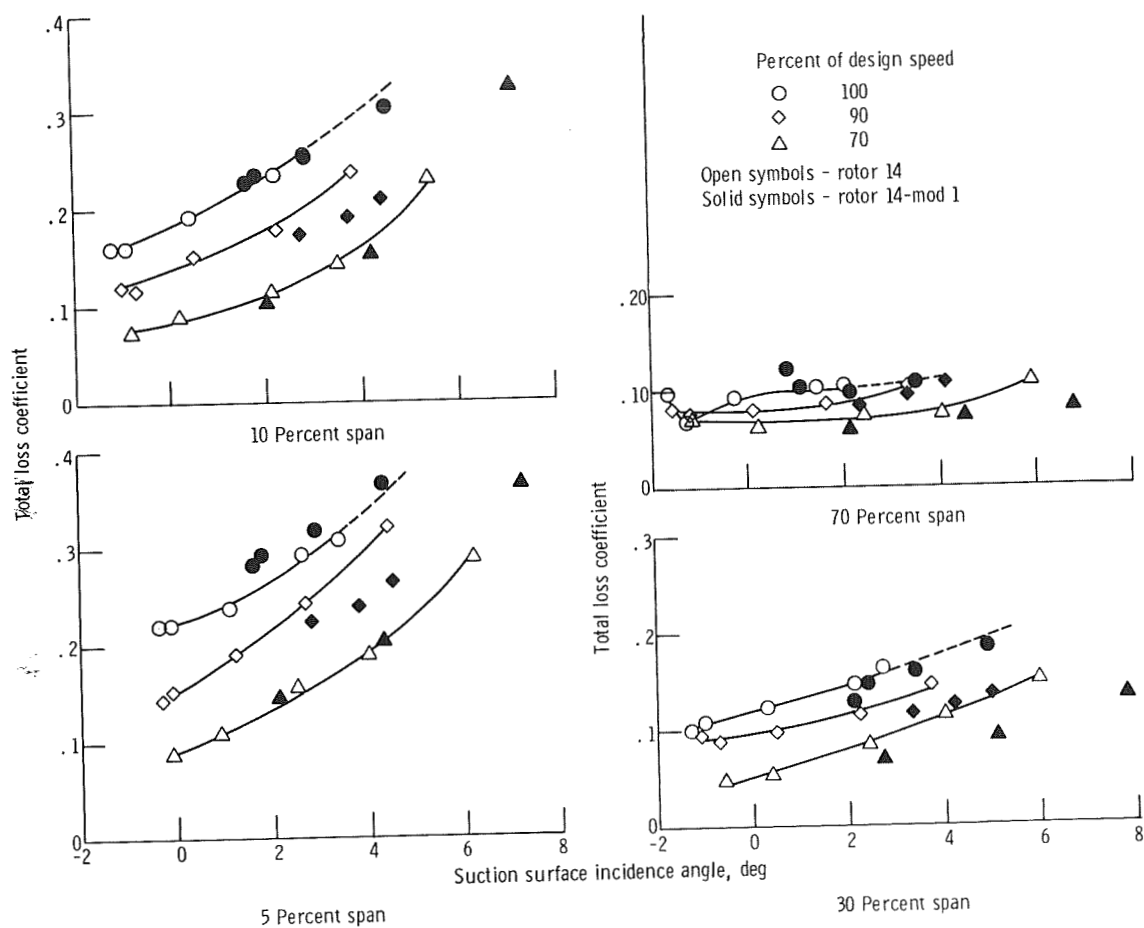 .4
.3
.2
.1
0
10 Percent span
Total loss coefficient
.4
.3
.2
.1
0
-2 0 2 4 6 8
5 Percent span
Percent of design speed
100
90
70
Open symbols - rotor 14
Solid symbols - rotor 14-mod 1
.20
.10
0
70 Percent span
Total loss coefficient
.3
.2
.1
0
-2 0 2 4 6 8
Suction surface incidence angle, deg
30 Percent span